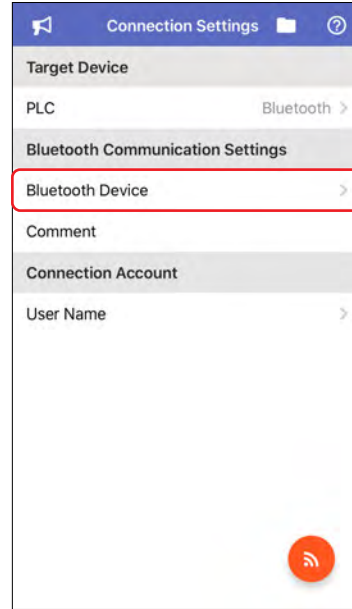 Connection Settings
Target Device
PLC Bluetooth
Bluetooth Communication Settings
Bluetooth Device
Comment
Connection Account
User Name